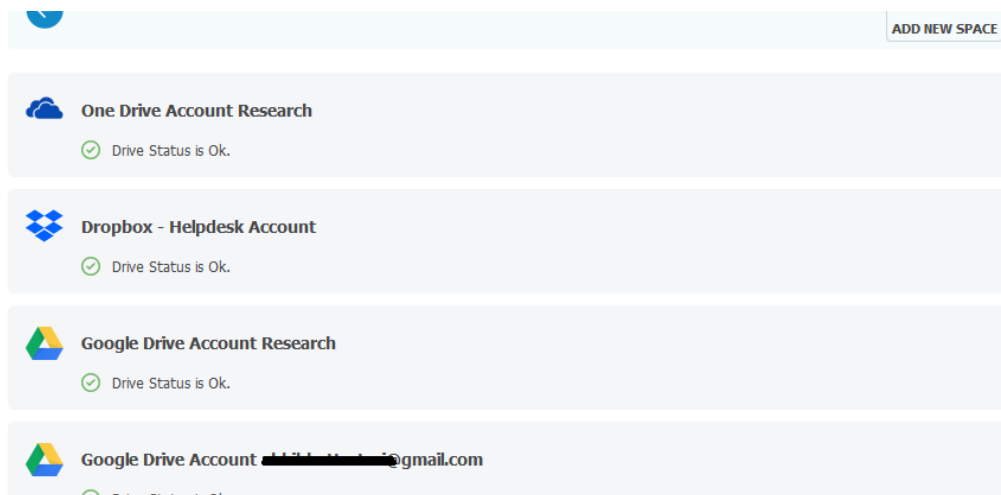 ADD NEW SPACE
One Drive Account Research
Drive Status is Ok.
Dropbox - Helpdesk Account
Drive Status is Ok.
Google Drive Account Research
Drive Status is Ok.
Google Drive Account @gmail.com